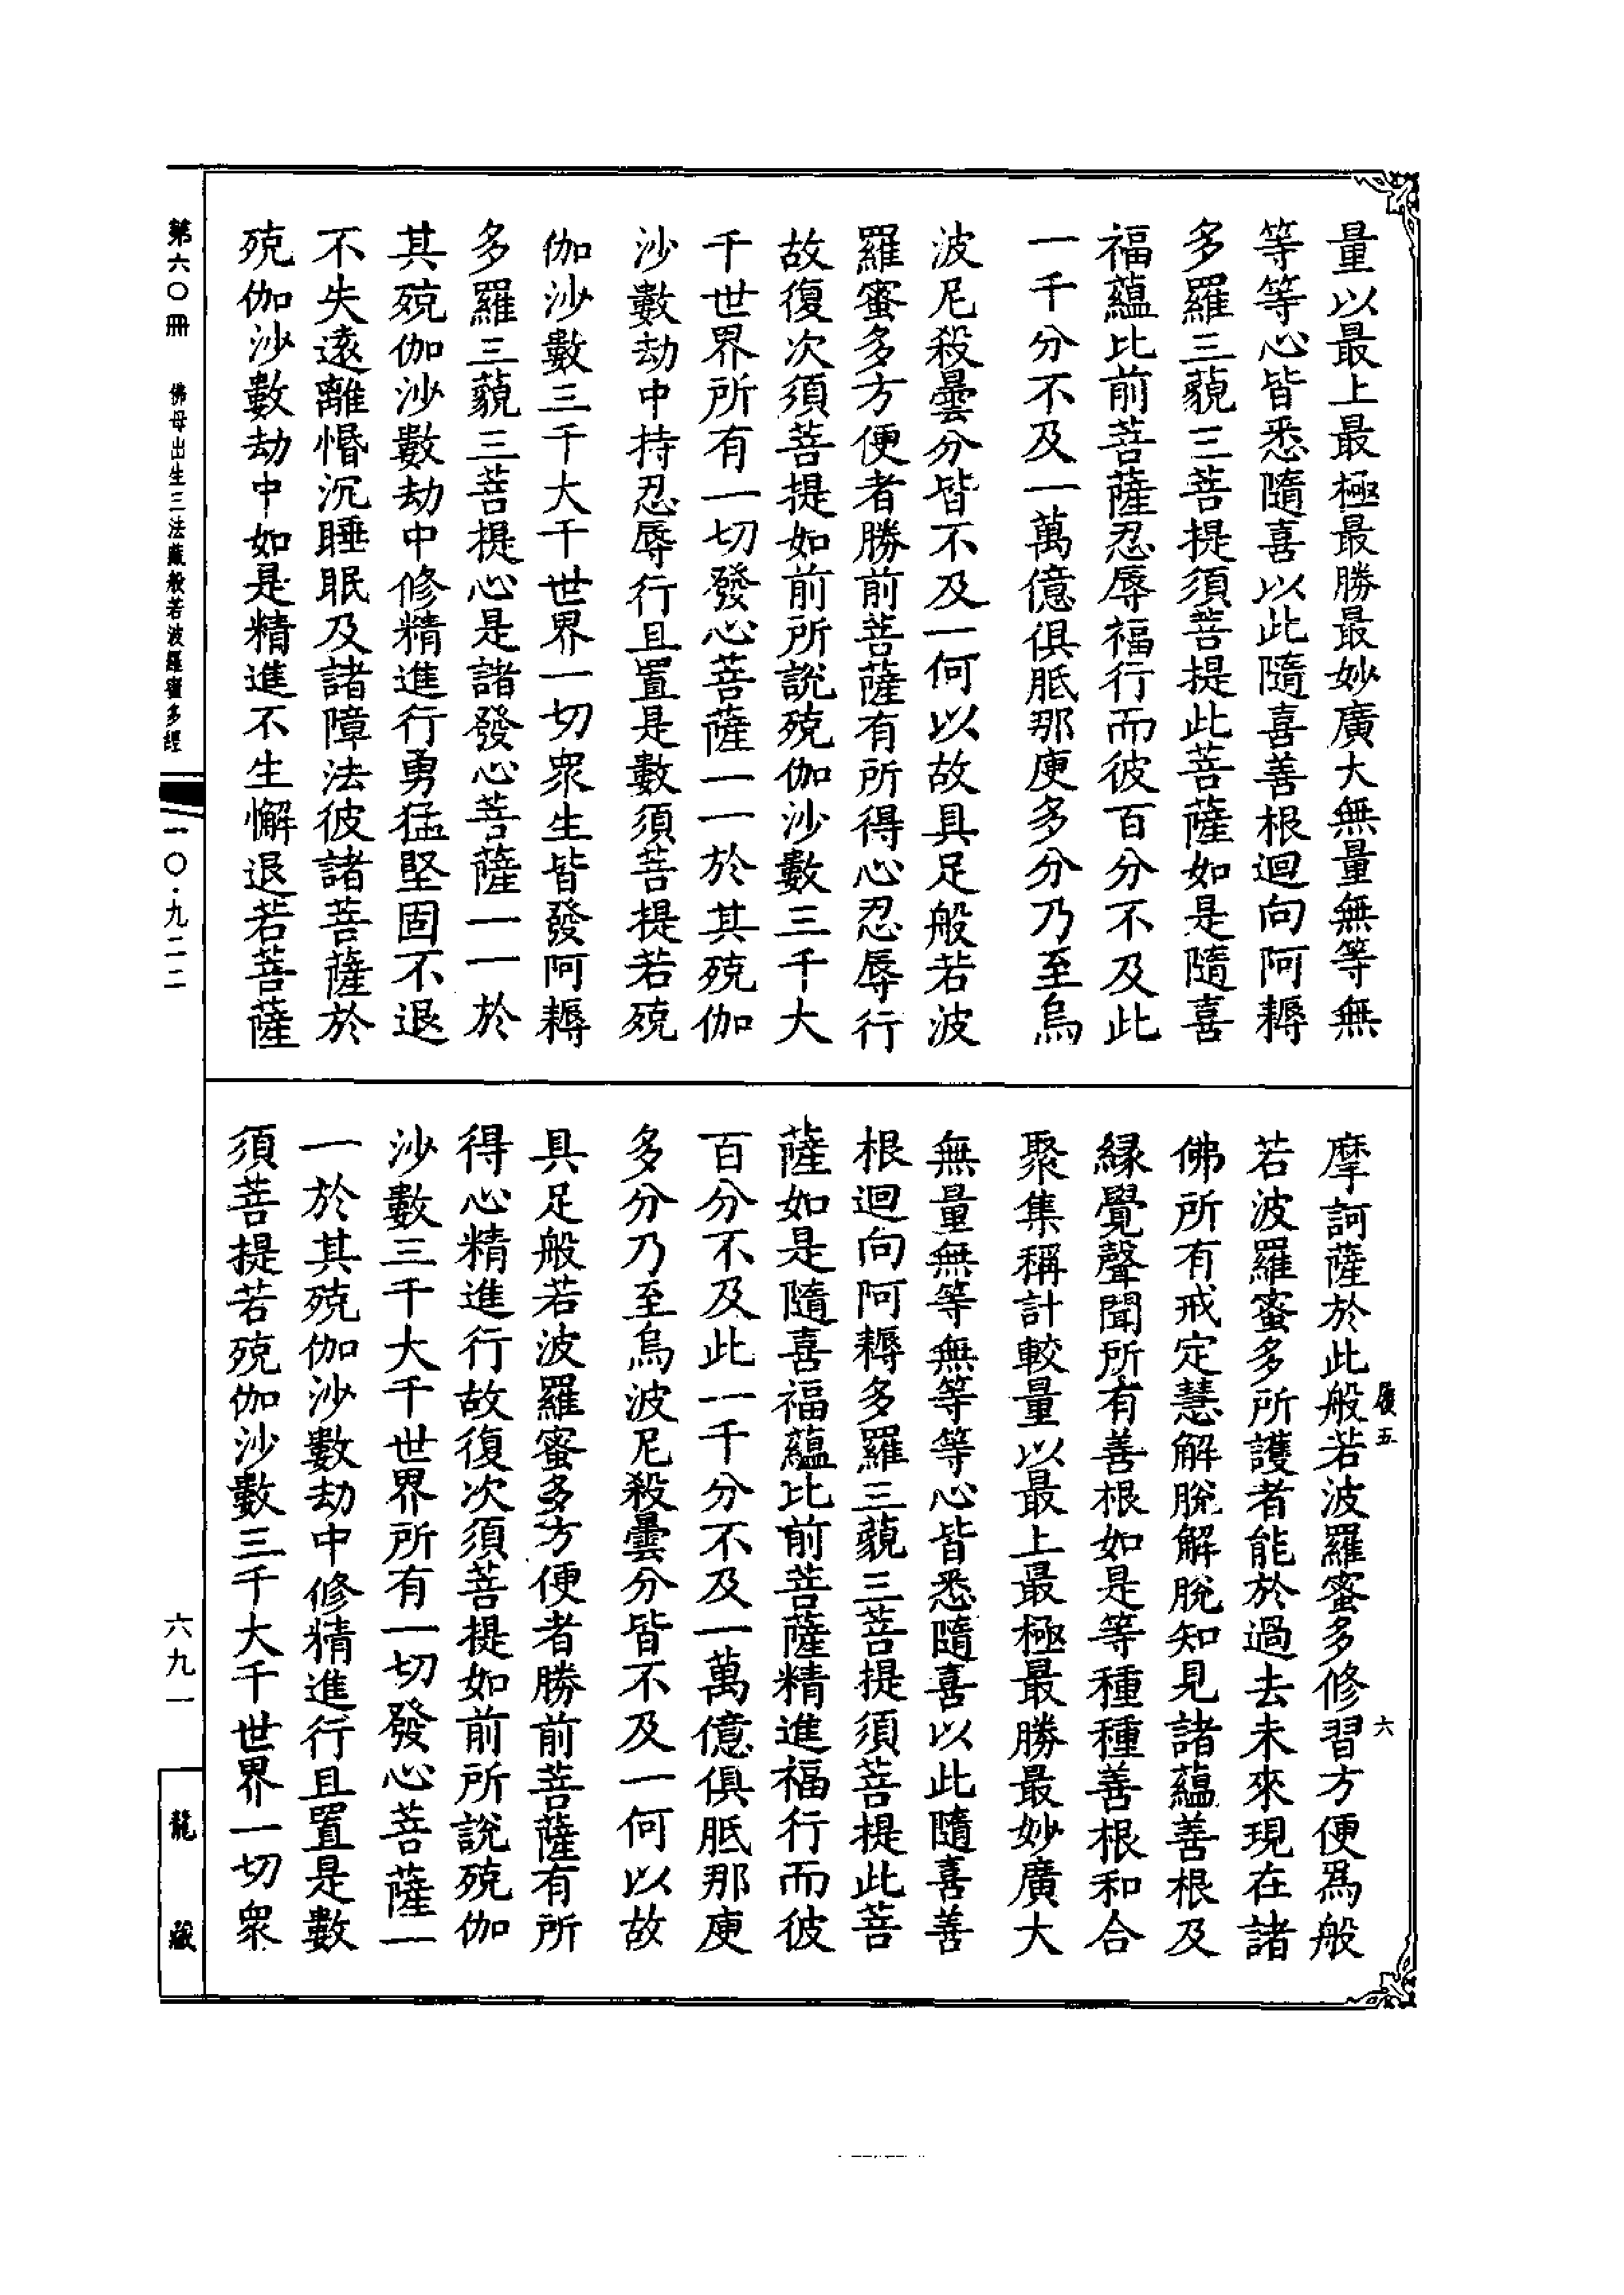 量以最上最極最勝最妙廣大無量無等無
等等心皆悉隨喜以此隨喜善根迴向阿耨
多羅三藐三菩提須菩提此菩薩如是隨喜
福蘊比前菩薩忍辱福行而彼百分不及此
一千分不及一萬億俱胝那庾多分乃至烏
波尼殺曇分皆不及一何以故具足般若波
羅蜜多方便者勝前菩薩有所得心忍辱行
故復次須菩提如前所說殑伽沙數三千大
千世界所有一切發心菩薩一一於其殑伽
沙數劫中持忍辱行且置是數須菩提若殑
伽沙數三千大千世界一切衆生皆發阿耨
多羅三藐三菩提心是諸發心菩薩一一於
其殑伽沙數劫中修精進行勇猛堅固不退
不失遠離惛沉睡眠及諸障法彼諸菩薩於
殑伽沙數劫中如是精進不生懈退若菩薩
摩訶薩於此般若波羅蜜多修習方便爲般
若波羅蜜多所護者能於過去未來現在諸
佛所有戒定慧解脫解脫知見諸蘊善根及
緣覺聲聞所有善根如是等種種善根和合
聚集稱計較量以最上最極最勝最妙廣大
無量無等無等等心皆悉隨喜以此隨喜善
根迴向阿耨多羅三藐三菩提須菩提此菩
薩如是隨喜福蘊比前菩薩精進福行而彼
百分不及此一千分不及一萬億俱胝那庾
多分乃至烏波尼殺曇分皆不及一何以故
具足般若波羅蜜多方便者勝前菩薩有所
得心精進行故復次須菩提如前所說殑伽
沙數三千大千世界所有一切發心菩薩一
一於其殑伽沙數劫中修精進行且置是數
須菩提若殑伽沙數三千大千世界一切衆
履五
六
第六〇冊
佛母出生三法藏般若波羅蜜多經
一〇·九二二
六九一
龍藏